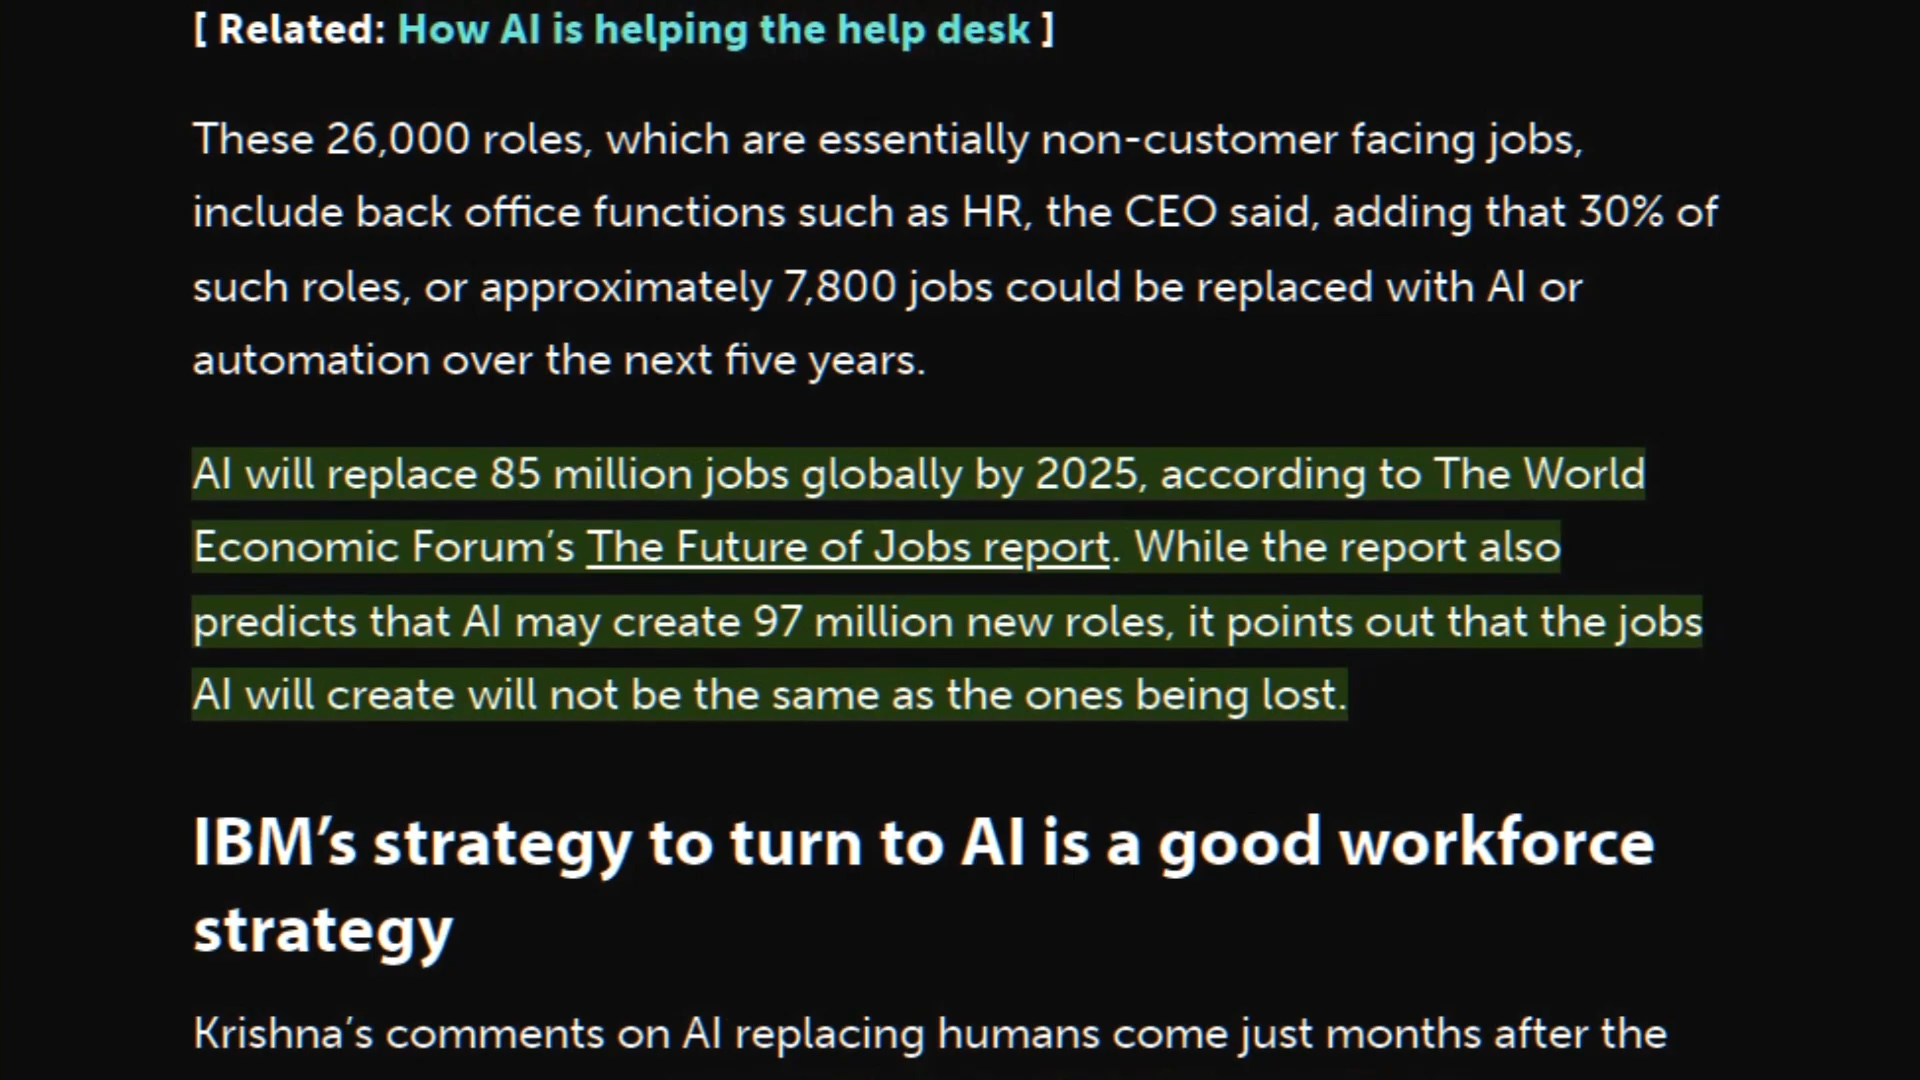 [ Related: How AI is helping the help desk ]
These 26,000 roles, which are essentially non-customer facing jobs,
include back office functions such as HR, the CEO said, adding that 30% of
such roles, or approximately 7,800 jobs could be replaced with AI or
automation over the next five years.
AI will replace 85 million jobs globally by 2025, according to The World
Economic Forum’s The Future of Jobs report. While the report also
predicts that AI may create 97 million new roles, it points out that the jobs
AI will create will not be the same as the ones being lost.
IBM’s strategy to turn to AI is a good workforce
strategy
Krishna’s comments on AI replacing humans come just months after the